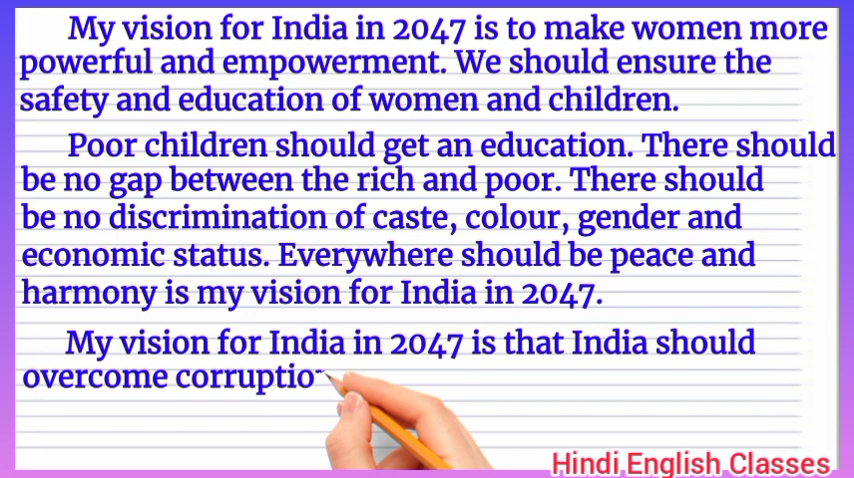 My vision for India in 2047 is to make women more
powerful and empowerment. We should ensure the
safety and education of women and children.
Poor children should get an education. There should
be no gap between the rich and poor. There should
be no discrimination of caste, colour, gender and
economic status. Everywhere should be peace and
harmony is my vision for India in 2047.
My vision for India in 2047 is that India should
overcome corruptio
Hindi English Classes